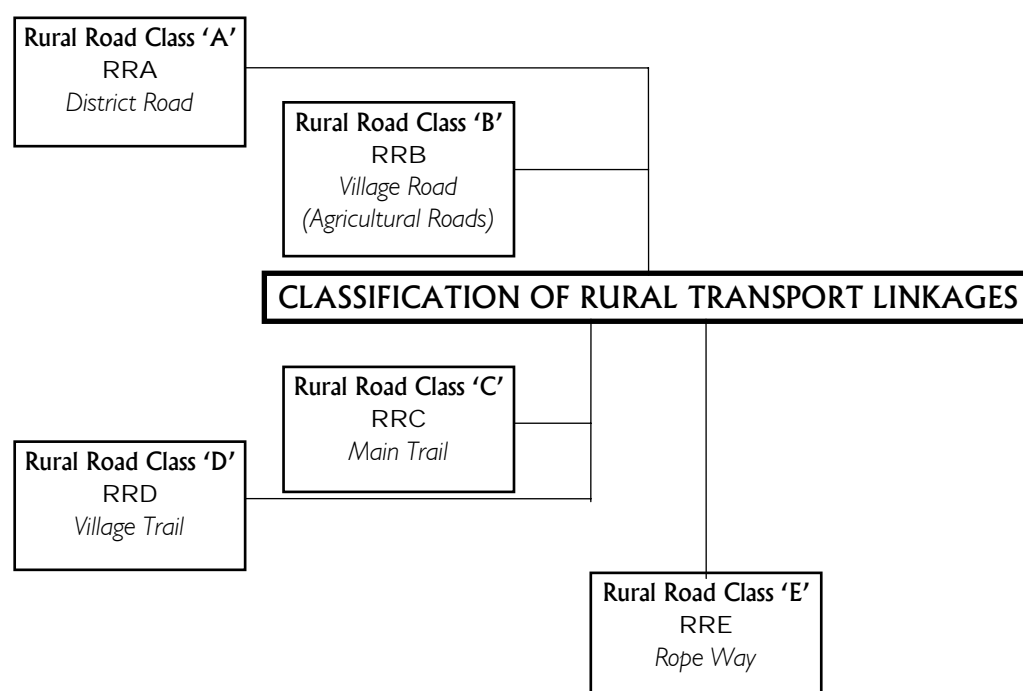 Rural Road Class ‘A’
RRA
District Road
Rural Road Class ‘B’
RRB
Village Road
(Agricultural Roads)
CLASSIFICATION OF RURAL TRANSPORT LINKAGES
Rural Road Class ‘C’
RRC
Main Trail
Rural Road Class ‘D’
RRD
Village Trail
Rural Road Class ‘E’
RRE
Rope Way